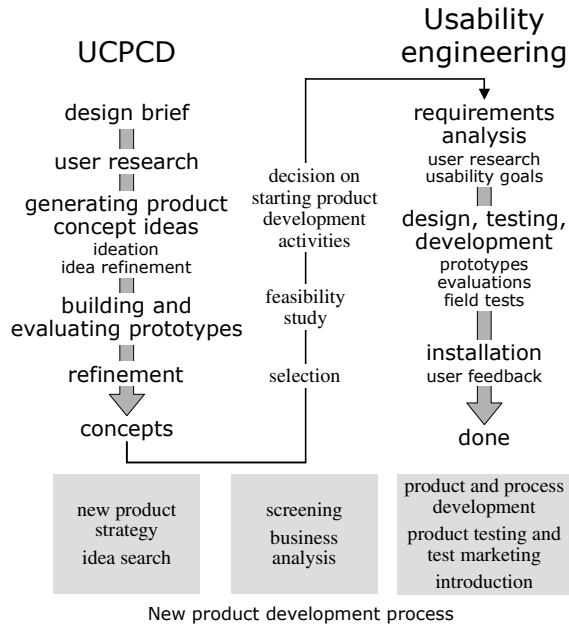 UCPCD
design brief
user research
generating product
concept ideas
ideation
idea refinement
building and
evaluating prototypes
refinement
concepts
decision on
starting product
development
activities
feasibility
study
selection
Usability
engineering
requirements
analysis
user research
usability goals
design, testing,
development
prototypes
evaluations
field tests
installation
user feedback
done
new product
strategy
idea search
screening
business
analysis
product and process
development
product testing and
test marketing
introduction
New product development process